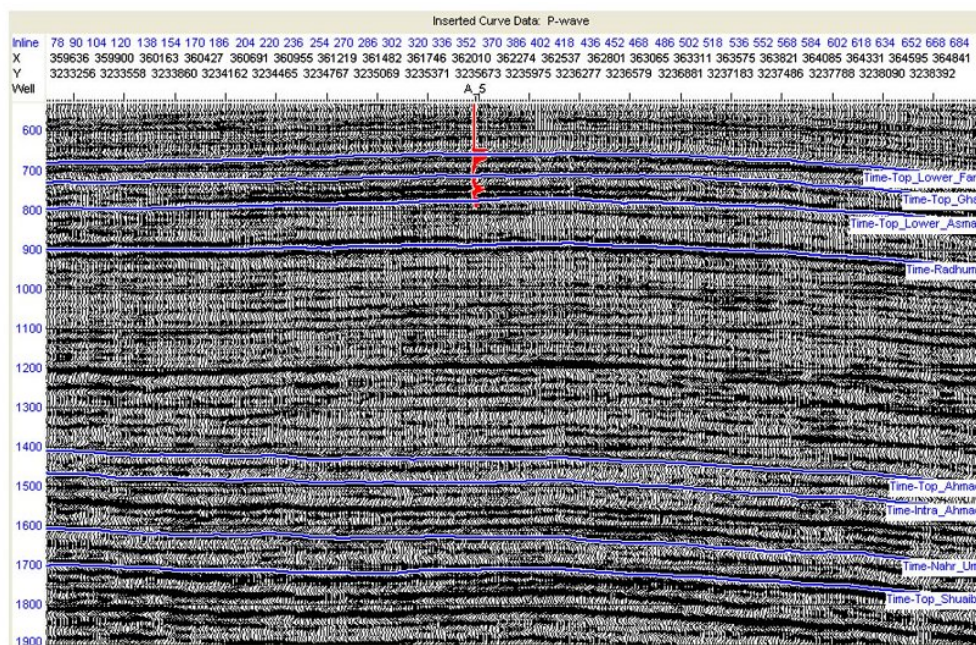 Inserted Curve Data: P-wave
Inline 78 90 104 120 138 154 170 186 204 220 236 254 270 286 302 320 336 352 370 386 402 418 436 452 468 486 502 518 536 552 568 584 602 618 634 652 668 684
X 359636 359900 360163 360427 360691 360955 361219 361482 361746 362010 362274 362537 362801 363065 363311 363575 363821 364085 364331 364595 364841
Y 3233256 3233558 3233860 3234162 3234465 3234767 3235069 3235371 3235673 3235975 3236277 3236579 3236881 3237183 3237486 3237788 3238090 3238392
Well A_5
600
700
Time-Top_Lower_Far
Time-Top_Gha
800
Time-Top_Lower_Asma
900
Time-Radhum
1000
1100
1200
1300
1400
1500
Time-Top_Ahmad
Time-Intra_Ahmad
1600
1700
Time-Nahr_Um
1800
Time-Top_Shuaib
1900